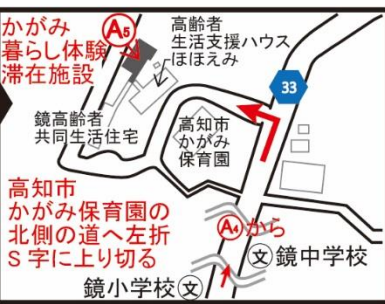 かがみ
暮らし体験
滞在施設
A5
高齢者
生活支援ハウス
ほほえみ
33
鏡高齢者
共同生活住宅
高知市
かがみ
保育園
高知市
かがみ保育園の
北側の道へ左折
S字に上り切る
A4から
文鏡中学校
鏡小学校文